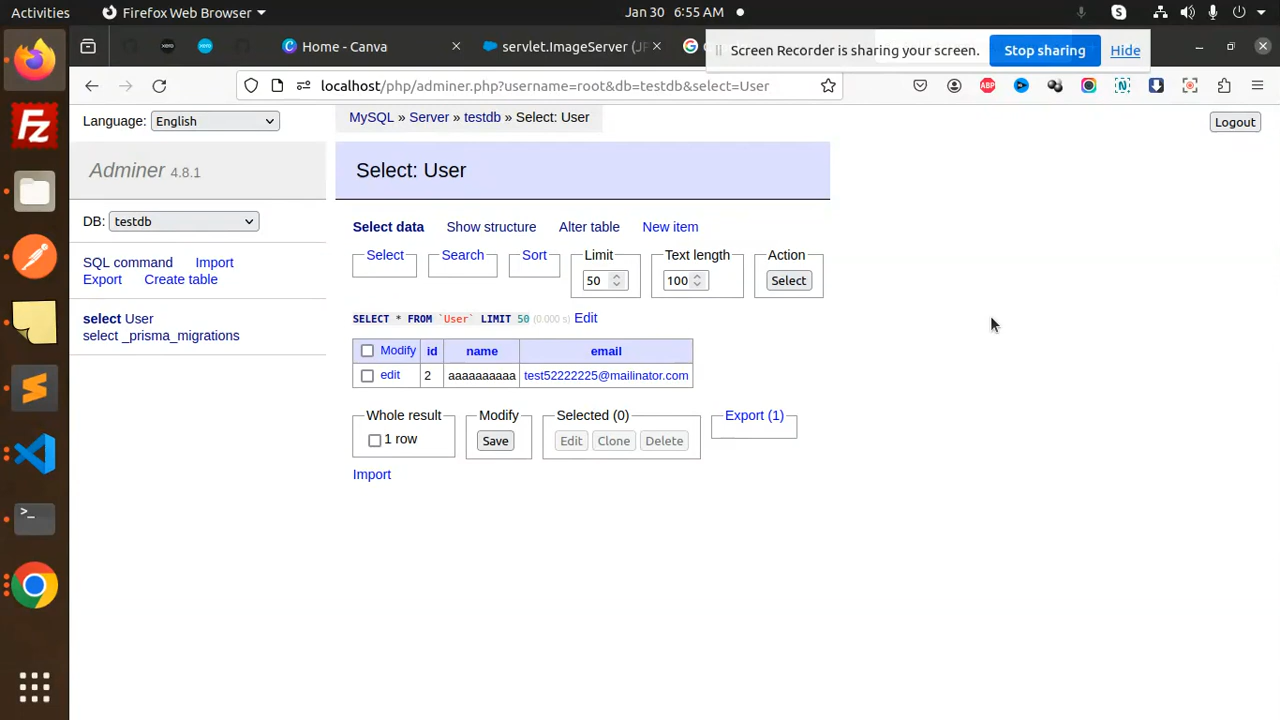 Activities
Firefox Web Browser
Jan 30 6:55 AM
Home - Canva
servlet.ImageServer (JP
Screen Recorder is sharing your screen.
Stop sharing
Hide
localhost/php/adminer.php?username=root&db=testdb&select=User
Language: English
MySQL » Server » testdb » Select: User
Logout
Adminer 4.8.1
Select: User
DB: testdb
Select data
Show structure
Alter table
New item
SQL command
Import
Export
Create table
Select
Search
Sort
Limit
50
Text length
100
Action
Select
select User
select _prisma_migrations
SELECT * FROM `User` LIMIT 50 (0.000 s) Edit
Modify id name email
edit 2 aaaaaaaaaa test52222225@mailinator.com
Whole result
1 row
Modify
Save
Selected (0)
Edit
Clone
Delete
Export (1)
Import